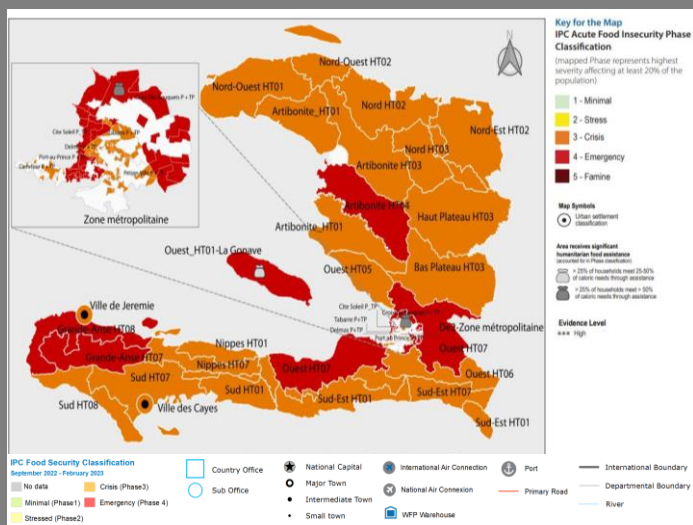 Key for the Map
IPC Acute Food Insecurity Phase
Classification
(mapped Phase represents highest
severity affecting at least 20% of the
population)
1 - Minimal
2 - Stress
3 - Crisis
4 - Emergency
5 - Famine
Map Symbols
Urban settlement
classification
Area receives significant
humanitarian food assistance
(accounted for in Phase classification)
> 25% of households meet 25-50%
of caloric needs through assistance
> 25% of households meet > 50%
of caloric needs through assistance
Evidence Level
*** High
N
Cite Soleil P_TP
Zone métropolitaine
Nord-Ouest HT02
Nord-Ouest HT01
Nord HT02
Artibonite_HT01
Nord-Est HT02
Nord HT03
Artibonite HT03
Artibonite HT04
Haut Plateau HT03
Artibonite_HT01
Ouest_HT01-La Gonave
Ouest HT05
Bas Plateau HT03
Cite Soleil P_TP
Tabarre P+TP
Delmas P+TP
Port au Prince
Zone métropolitaine
Ouest HT07
Ville de Jeremie
Grande-Anse HT08
Grande-Anse HT07
Nippes HT01
Nippes HT07
Ouest HT07
Ouest HT06
Sud HT07
Sud HT01
Sud HT08
Ville des Cayes
Sud-Est HT01
Sud-Est HT07
Sud-Est HT01
IPC Food Security Classification
September 2022 - February 2023
No data
Crisis (Phase3)
Minimal (Phase1)
Emergency (Phase 4)
Stressed (Phase2)
Country Office
Sub Office
National Capital
Major Town
Intermediate Town
Small town
International Air Connection
National Air Connexion
WFP Warehouse
Port
Primary Road
International Boundary
Departmental Boundary
River